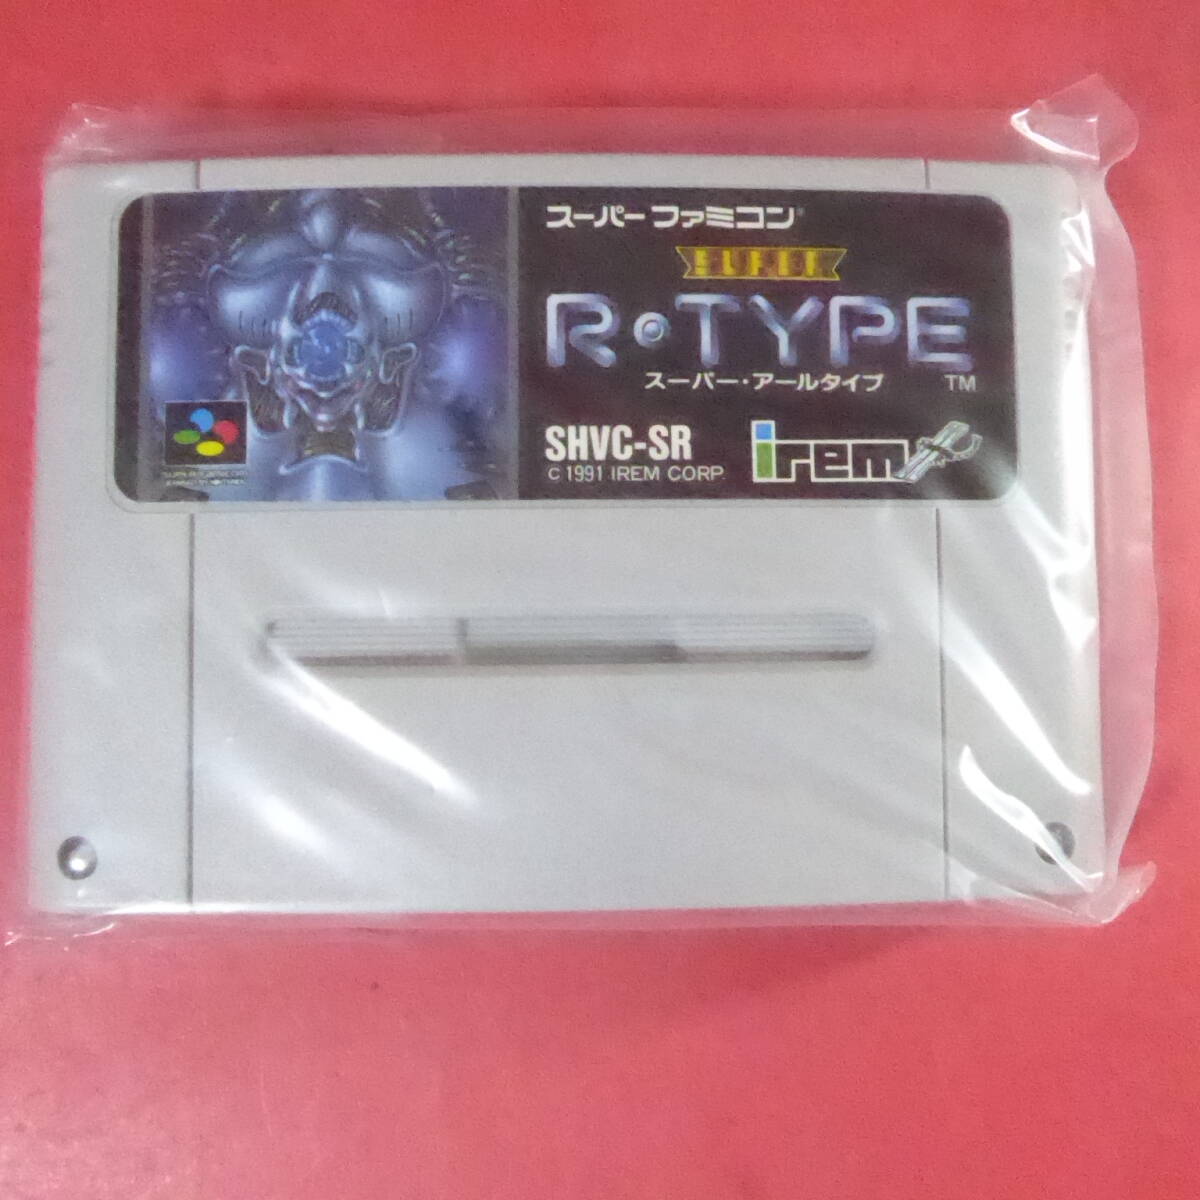 スーパーファミコン®
SUPER
R・TYPE
スーパー・アールタイプ TM
SHVC-SR
© 1991 IREM CORP.
irem